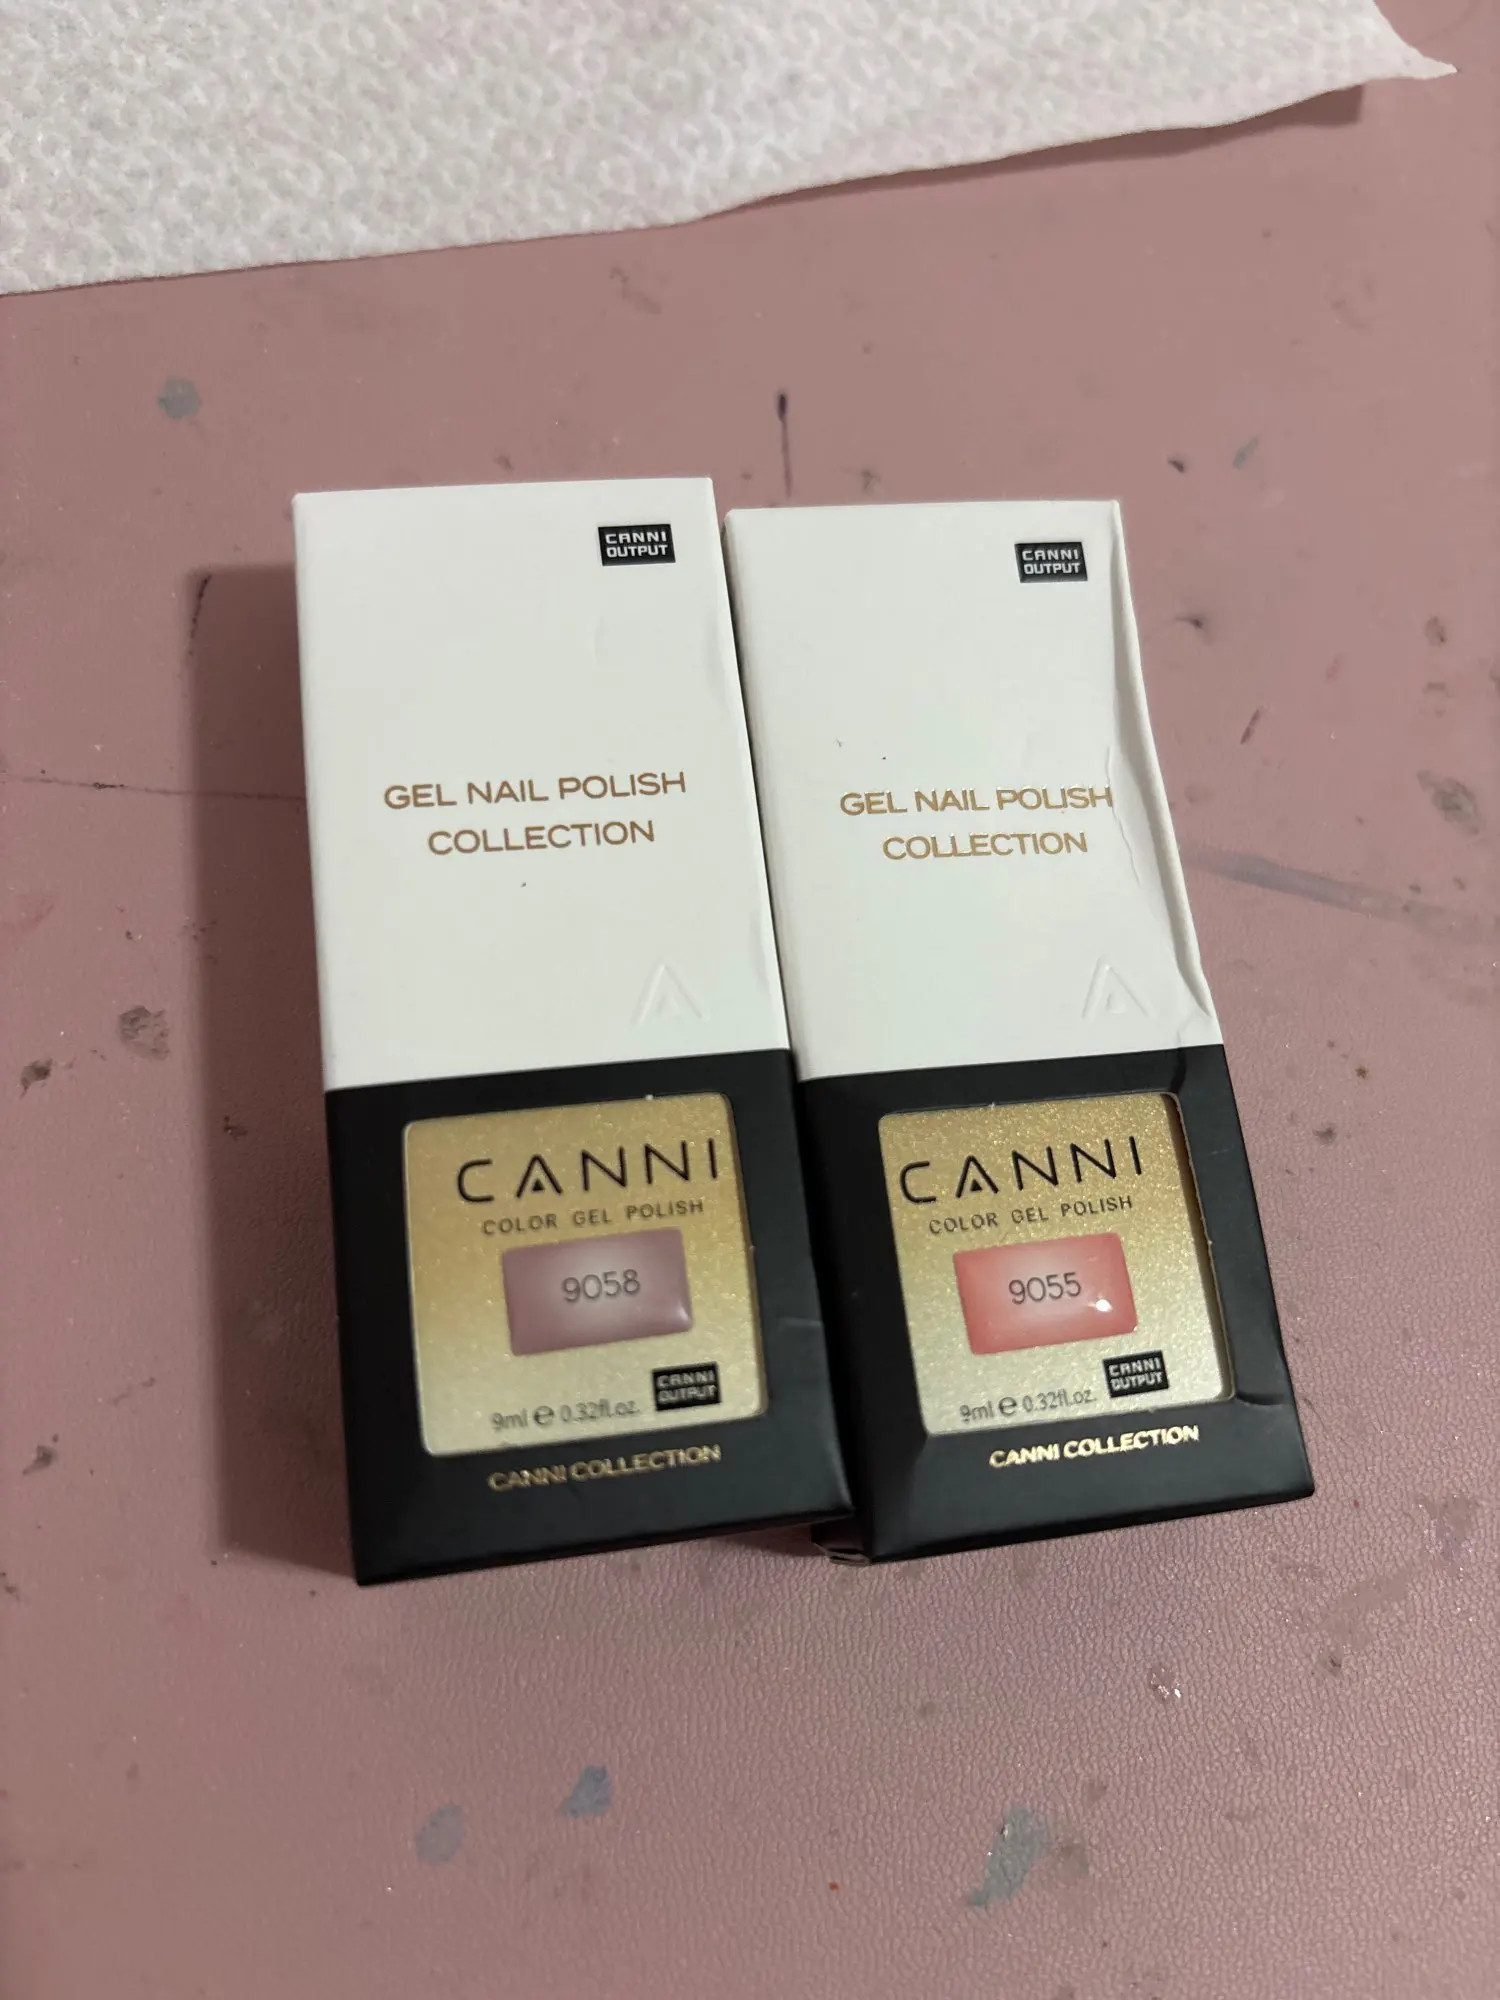 CANNI
OUTPUT
GEL NAIL POLISH
COLLECTION
CANNI
COLOR GEL POLISH
9058
9ml e 0.32fl.oz.
CANNI
OUTPUT
CANNI COLLECTION
CANNI
OUTPUT
GEL NAIL POLISH
COLLECTION
CANNI
COLOR GEL POLISH
9055
9ml e 0.32fl.oz.
CANNI
OUTPUT
CANNI COLLECTION